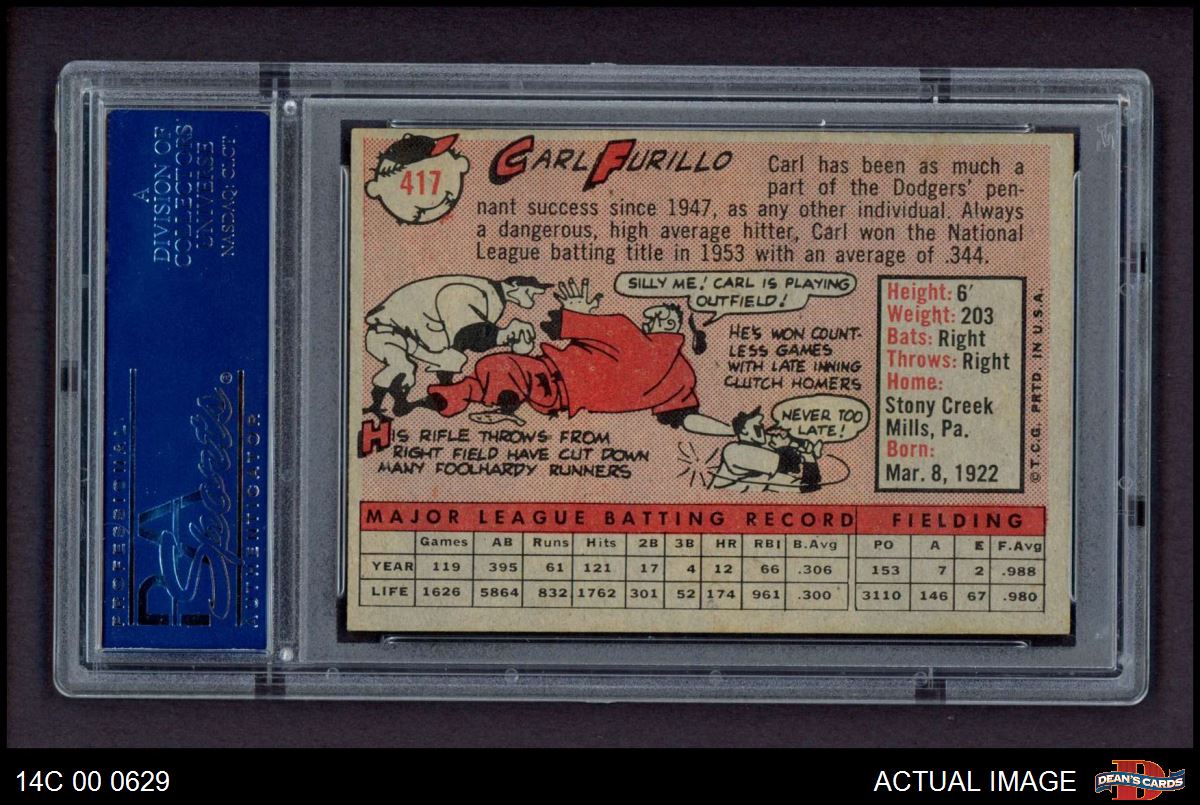 A
DIVISION OF
COLLECTORS
UNIVERSE
NASDAQ: CLCT
PROFESSIONAL
PSA
Sports®
AUTHENTICATOR
417
CARL FURILLO
Carl has been as much a
part of the Dodgers' pen-
nant success since 1947, as any other individual. Always
a dangerous, high average hitter, Carl won the National
League batting title in 1953 with an average of .344.
SILLY ME! CARL IS PLAYING
OUTFIELD!
HE'S WON COUNT-
LESS GAMES
WITH LATE INNING
CLUTCH HOMERS
NEVER TOO
LATE!
HIS RIFLE THROWS FROM
RIGHT FIELD HAVE CUT DOWN
MANY FOOLHARDY RUNNERS
Height: 6'
Weight: 203
Bats: Right
Throws: Right
Home:
Stony Creek
Mills, Pa.
Born:
Mar. 8, 1922
© T.C.G. PRTD. IN U.S.A.
MAJOR LEAGUE BATTING RECORD FIELDING
Games AB Runs Hits 2B 3B HR RBI B.Avg PO A E F.Avg
YEAR 119 395 61 121 17 4 12 66 .306 153 7 2 .988
LIFE 1626 5864 832 1762 301 52 174 961 .300 3110 146 67 .980
14C 00 0629
ACTUAL IMAGE
D
DEAN'S CARDS